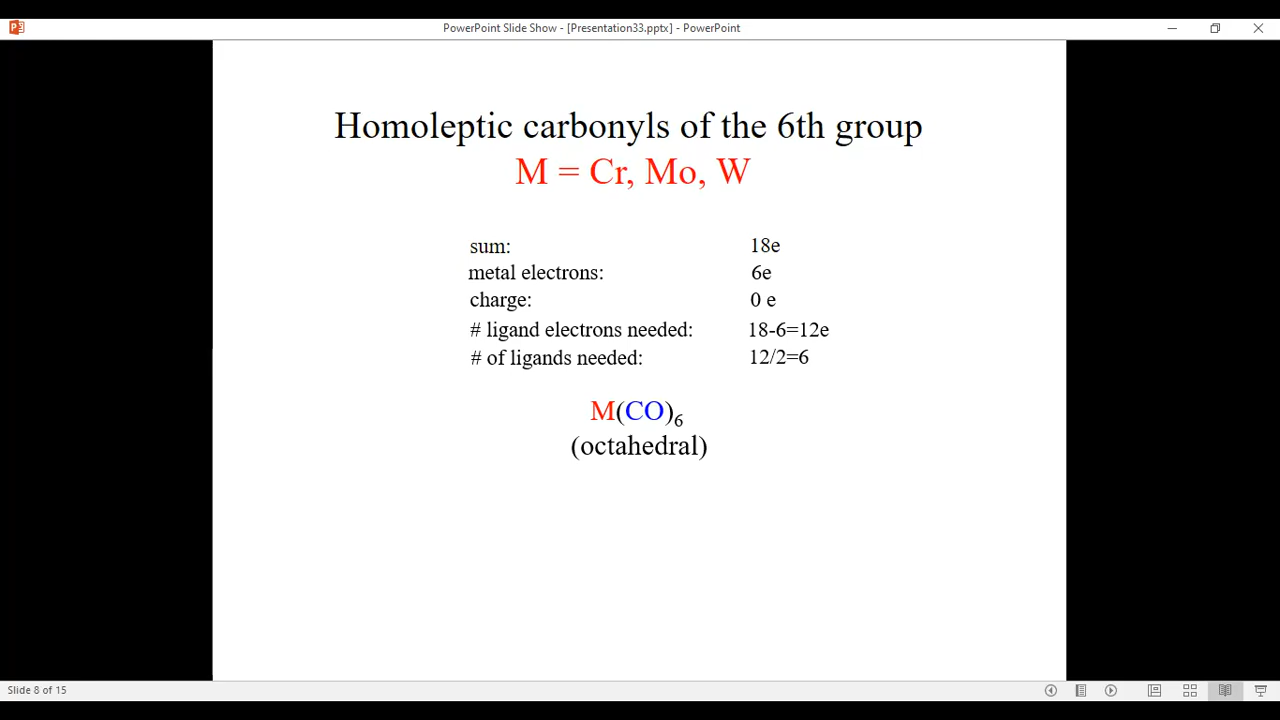 PowerPoint Slide Show - [Presentation33.pptx] - PowerPoint
Homoleptic carbonyls of the 6th group
M = Cr, Mo, W
sum: 18e
metal electrons: 6e
charge: 0 e
# ligand electrons needed: 18-6=12e
# of ligands needed: 12/2=6
M(CO)₆
(octahedral)
Slide 8 of 15